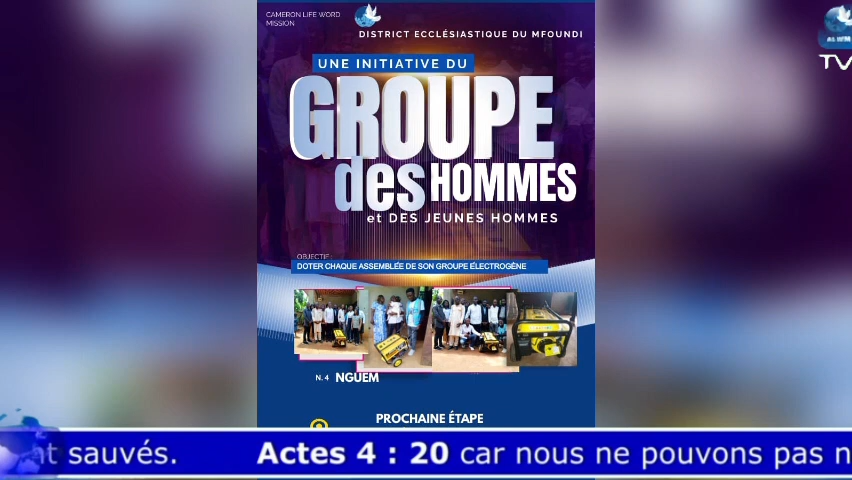 CAMERON LIFE WORD
MISSION
DISTRICT ECCLÉSIASTIQUE DU MFOUNDI
UNE INITIATIVE DU
GROUPE
des HOMMES
et DES JEUNES HOMMES
OBJECTIF :
DOTER CHAQUE ASSEMBLÉE DE SON GROUPE ÉLECTROGÈNE
N. 4 NGUEM
PROCHAINE ÉTAPE
TV
nt sauvés. Actes 4 : 20 car nous ne pouvons pas n